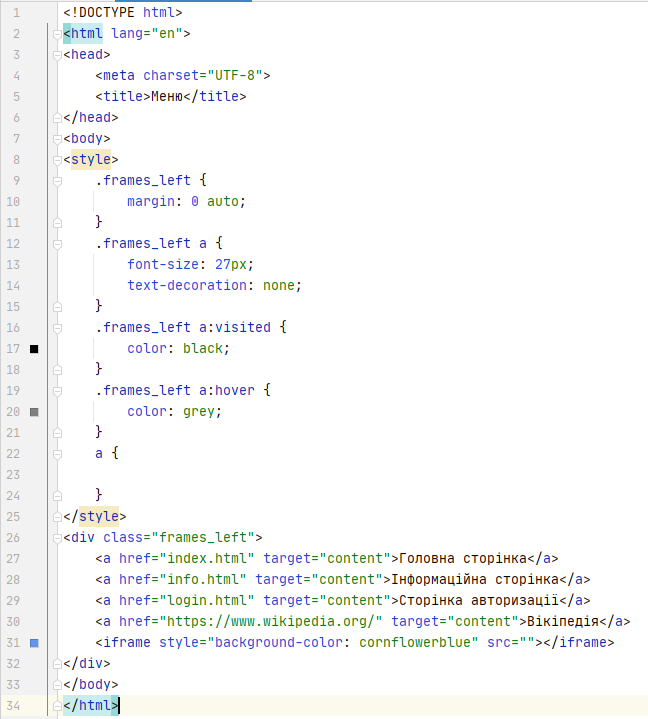 1 <!DOCTYPE html>
2 <html lang="en">
3 <head>
4     <meta charset="UTF-8">
5     <title>Меню</title>
6 </head>
7 <body>
8 <style>
9     .frames_left {
10         margin: 0 auto;
11     }
12     .frames_left a {
13         font-size: 27px;
14         text-decoration: none;
15     }
16     .frames_left a:visited {
17         color: black;
18     }
19     .frames_left a:hover {
20         color: grey;
21     }
22     a {
23
24     }
25 </style>
26 <div class="frames_left">
27     <a href="index.html" target="content">Головна сторінка</a>
28     <a href="info.html" target="content">Інформаційна сторінка</a>
29     <a href="login.html" target="content">Сторінка авторизації</a>
30     <a href="https://www.wikipedia.org/" target="content">Вікіпедія</a>
31     <iframe style="background-color: cornflowerblue" src=""></iframe>
32 </div>
33 </body>
34 </html>